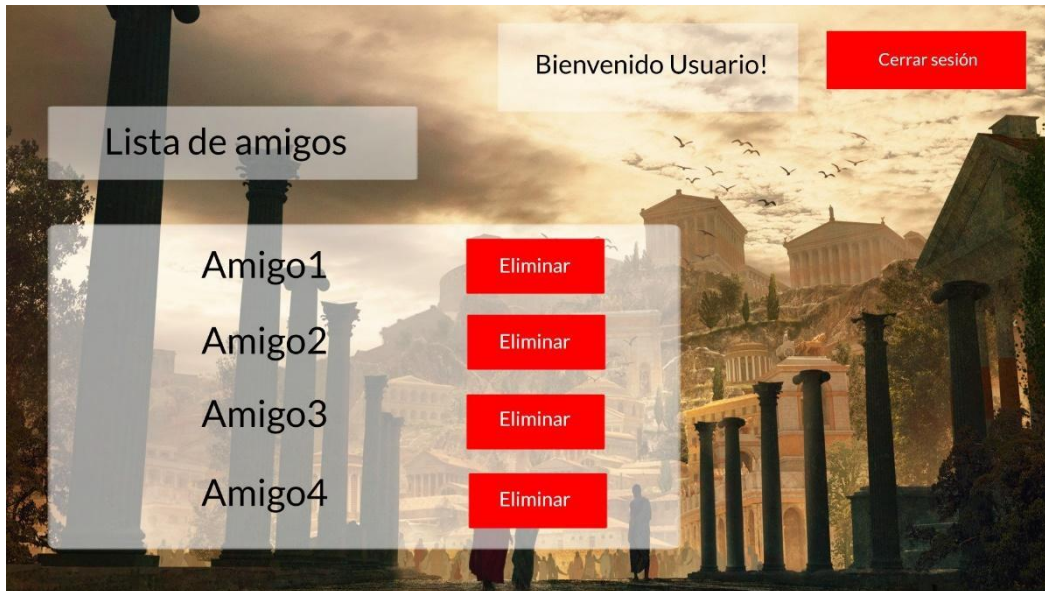 Bienvenido Usuario!
Cerrar sesión
Lista de amigos
Amigo1
Eliminar
Amigo2
Eliminar
Amigo3
Eliminar
Amigo4
Eliminar